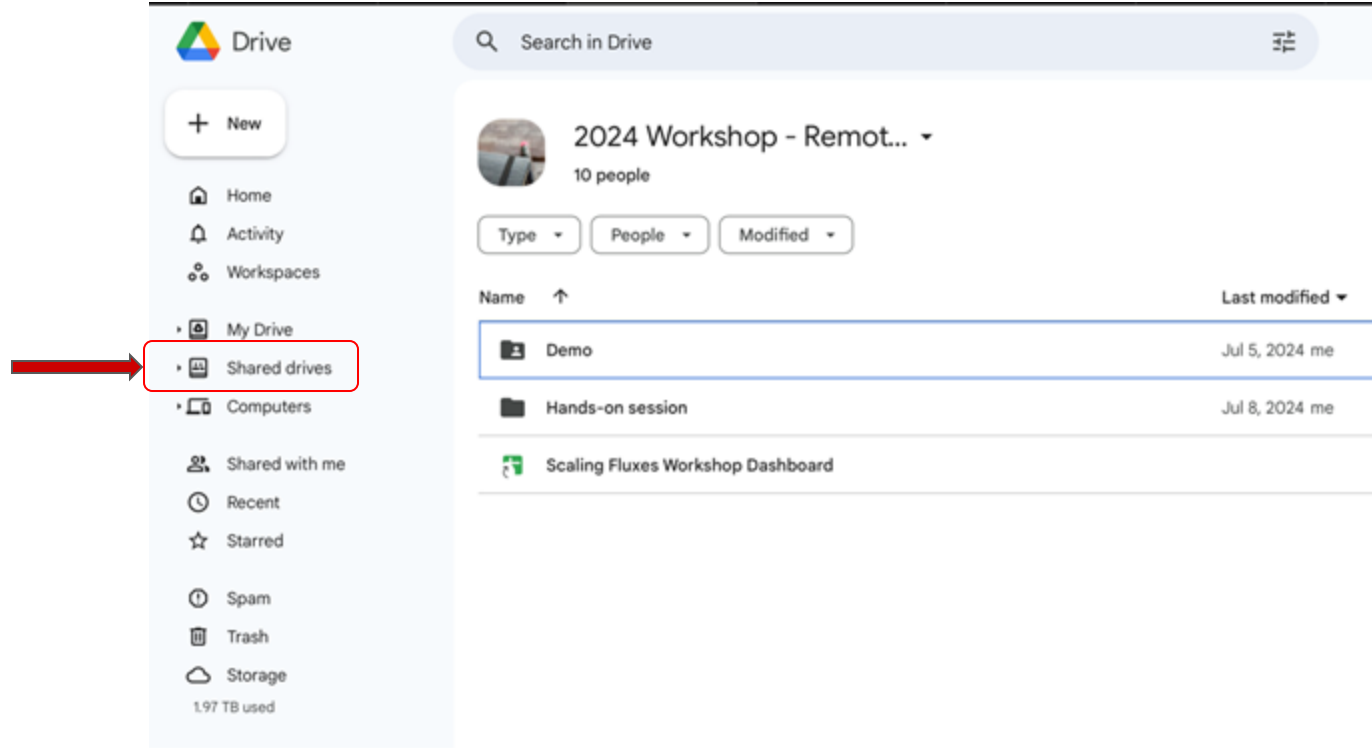 Drive
Search in Drive
New
Home
Activity
Workspaces
My Drive
Shared drives
Computers
Shared with me
Recent
Starred
Spam
Trash
Storage
1.97 TB used
2024 Workshop - Remot...
10 people
Type
People
Modified
Name
Last modified
Demo
Jul 5, 2024 me
Hands-on session
Jul 8, 2024 me
Scaling Fluxes Workshop Dashboard